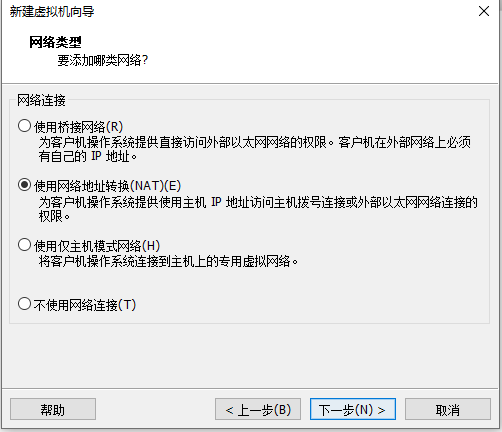 新建虚拟机向导
网络类型
要添加哪类网络?
网络连接
使用桥接网络(R)
为客户机操作系统提供直接访问外部以太网网络的权限。客户机在外部网络上必须
有自己的 IP 地址。
使用网络地址转换(NAT)(E)
为客户机操作系统提供使用主机 IP 地址访问主机拨号连接或外部以太网网络连接的
权限。
使用仅主机模式网络(H)
将客户机操作系统连接到主机上的专用虚拟网络。
不使用网络连接(T)
帮助
< 上一步(B)
下一步(N) >
取消